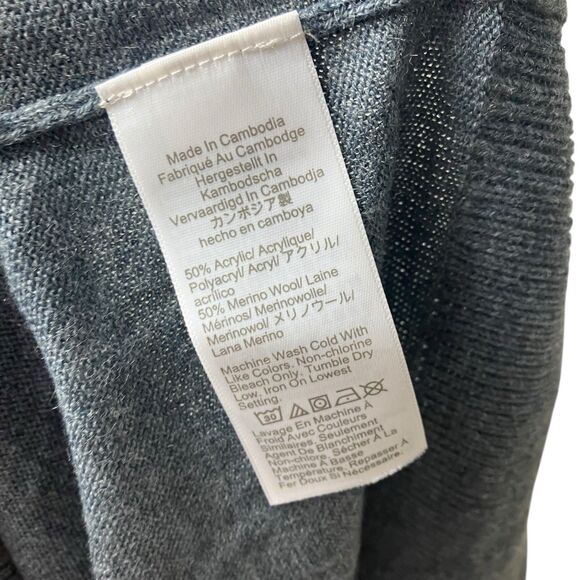 Made In Cambodia
Fabriqué Au Cambodge
Hergestellt In
Kambodscha
Vervaardigd In Cambodja
カンボジア製
hecho en camboya
50% Acrylic/ Acrylique/
Polyacryl/ Acryl/ アクリル/
acrílico
50% Merino Wool/ Laine
Mérinos/ Merinowolle/
Merinowol/ メリノウール/
Lana Merino
Machine Wash Cold With
Like Colors. Non-chlorine
Bleach Only. Tumble Dry
Low. Iron On Lowest
Setting.
30
Lavage En Machine À
Froid Avec Couleurs
Similaires. Seulement
Agent De Blanchiment
Non-chlore. Sécher À La
Machine À Basse
Température. Repasser À
Fer Doux Si Nécessaire.